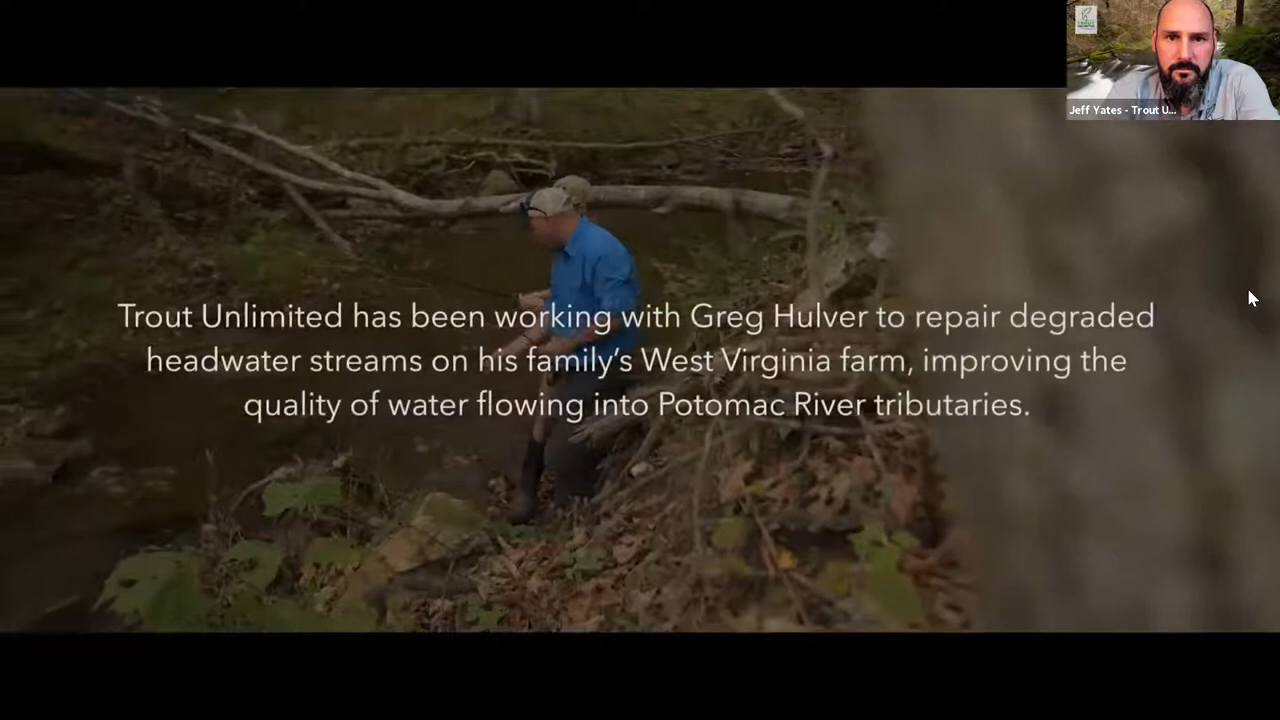 Jeff Yates - Trout U...
Trout Unlimited has been working with Greg Hulver to repair degraded
headwater streams on his family’s West Virginia farm, improving the
quality of water flowing into Potomac River tributaries.